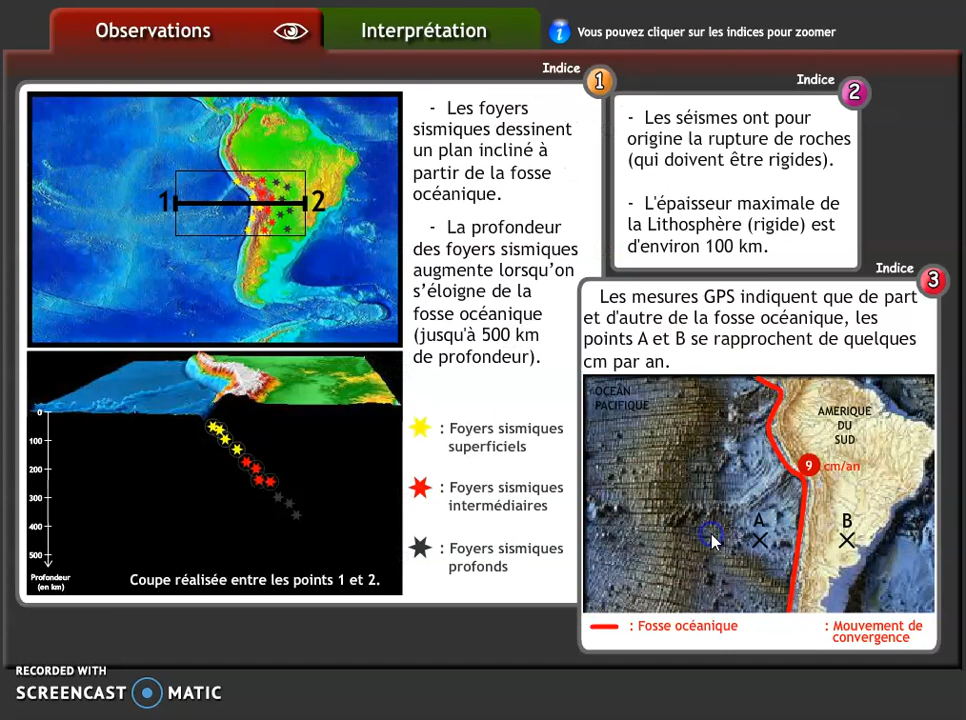 Observations
Interprétation
i
Vous pouvez cliquer sur les indices pour zoomer
Indice
1
1
2
- Les foyers
sismiques dessinent
un plan incliné à
partir de la fosse
océanique.
- La profondeur
des foyers sismiques
augmente lorsqu'on
s'éloigne de la
fosse océanique
(jusqu'à 500 km
de profondeur).
0
100
200
300
400
500
Profondeur
(en km)
Coupe réalisée entre les points 1 et 2.
: Foyers sismiques
superficiels
: Foyers sismiques
intermédiaires
: Foyers sismiques
profonds
Indice
2
- Les séismes ont pour
origine la rupture de roches
(qui doivent être rigides).
- L'épaisseur maximale de
la Lithosphère (rigide) est
d'environ 100 km.
Indice
3
Les mesures GPS indiquent que de part
et d'autre de la fosse océanique, les
points A et B se rapprochent de quelques
cm par an.
OCEAN
PACIFIQUE
AMERIQUE
DU
SUD
9 cm/an
A
B
: Fosse océanique
: Mouvement de
convergence
RECORDED WITH
SCREENCAST MATIC